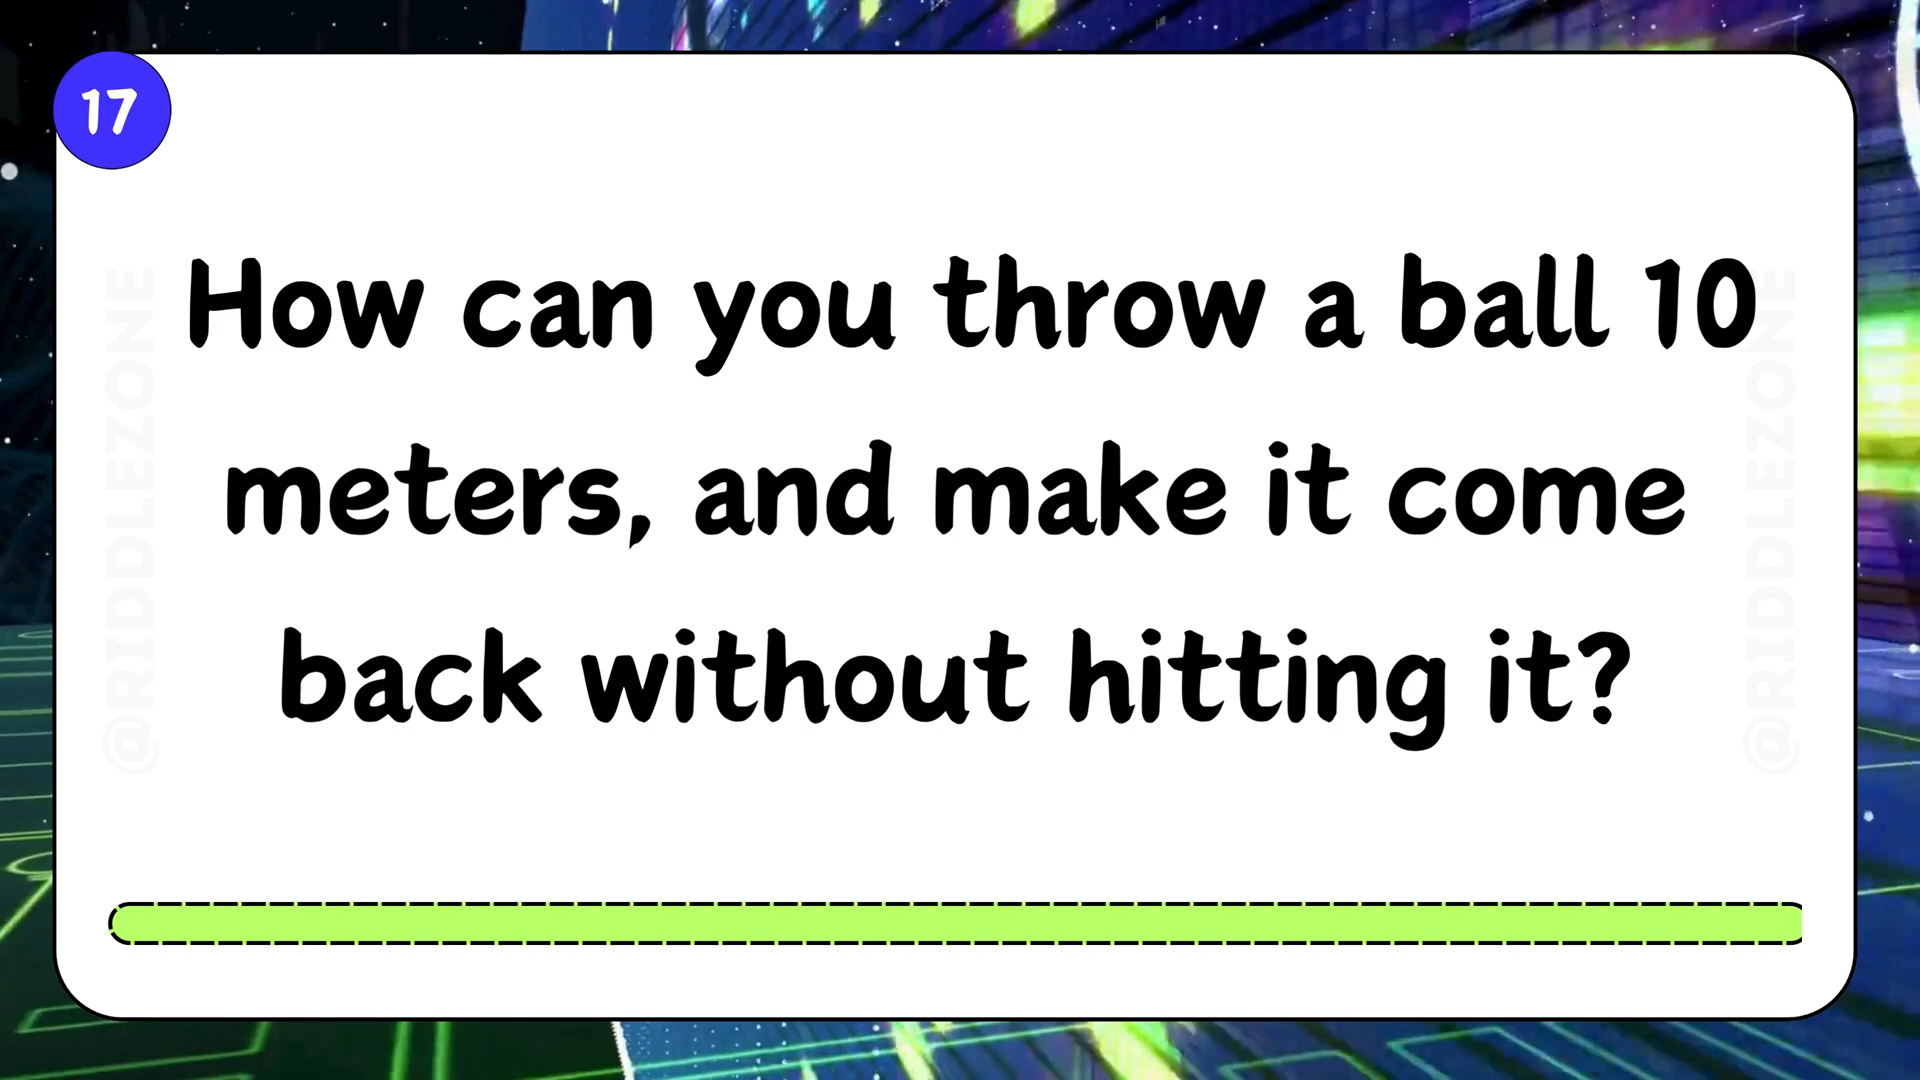 17
How can you throw a ball 10
meters, and make it come
back without hitting it?
@RIDDLEZONE
@RIDDLEZONE